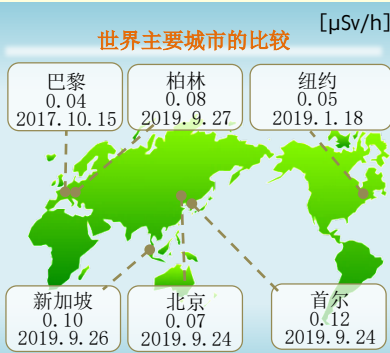 [μSv/h]
世界主要城市的比较
巴黎
0.04
2017.10.15
柏林
0.08
2019.9.27
纽约
0.05
2019.1.18
新加坡
0.10
2019.9.26
北京
0.07
2019.9.24
首尔
0.12
2019.9.24